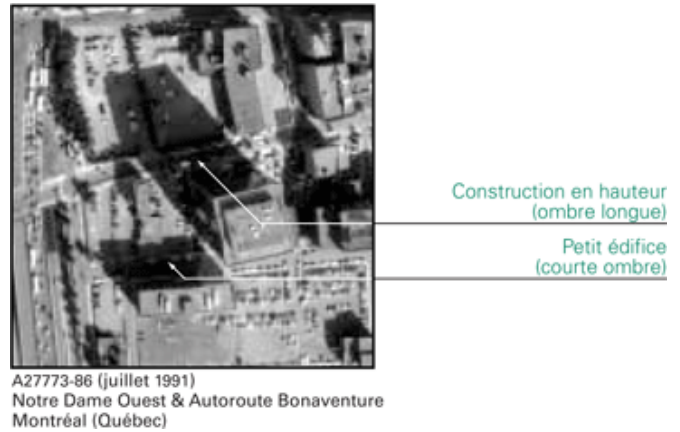 Construction en hauteur
(ombre longue)
Petit édifice
(courte ombre)
A27773-86 (juillet 1991)
Notre Dame Ouest & Autoroute Bonaventure
Montréal (Québec)